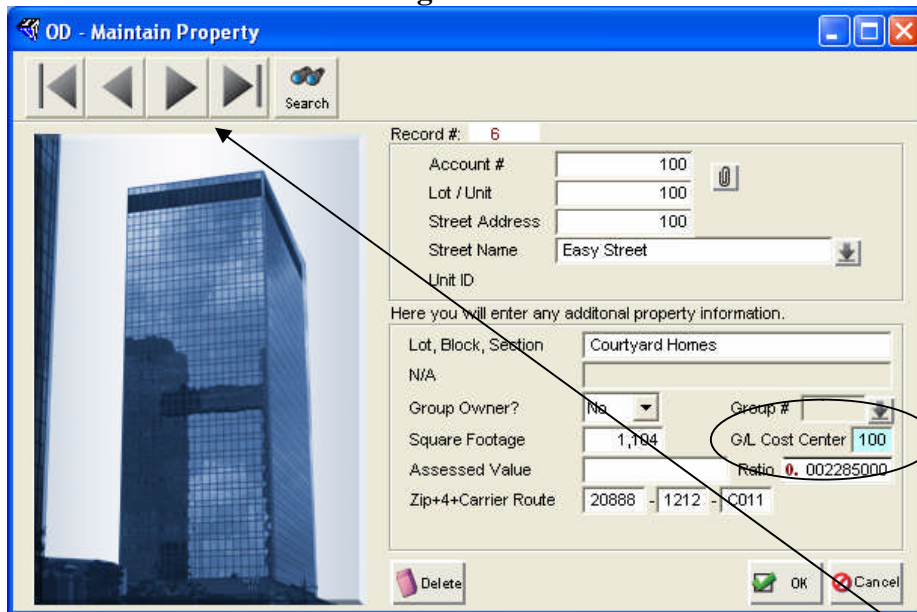 OD - Maintain Property
Search
Record #: 6
Account # 100
Lot / Unit 100
Street Address 100
Street Name Easy Street
Unit ID
Here you will enter any additonal property information.
Lot, Block, Section Courtyard Homes
N/A
Group Owner? No Group #
Square Footage 1,104 G/L Cost Center 100
Assessed Value Ratio 0. 002285000
Zip+4+Carrier Route 20888 - 1212 - C011
Delete OK Cancel